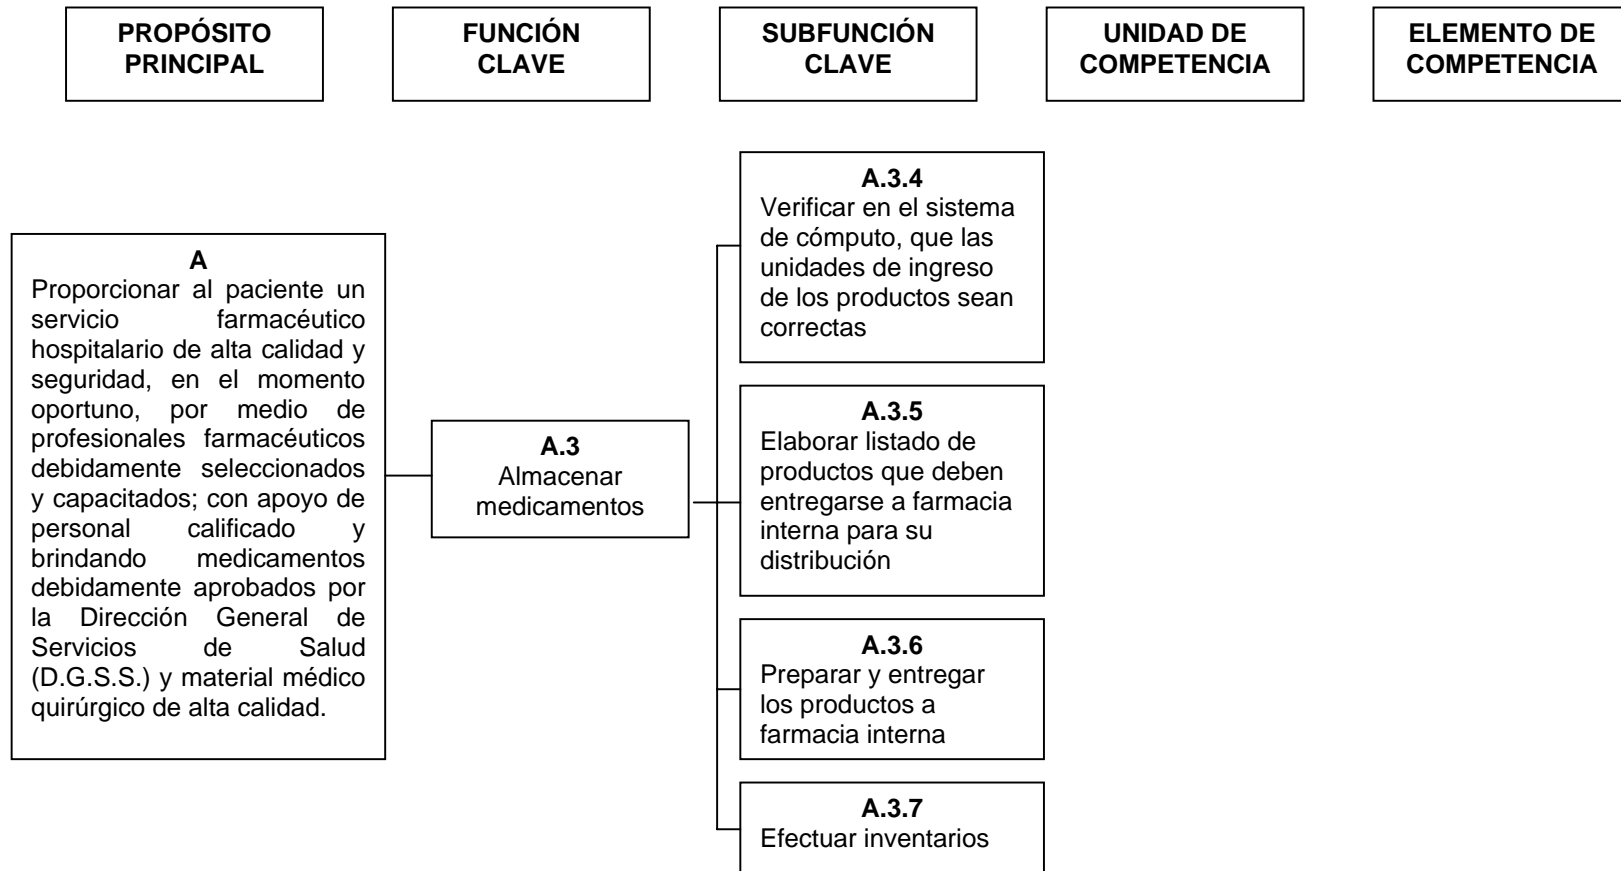 PROPÓSITO
PRINCIPAL
FUNCIÓN
CLAVE
SUBFUNCIÓN
CLAVE
UNIDAD DE
COMPETENCIA
ELEMENTO DE
COMPETENCIA
A
Proporcionar al paciente un
servicio farmacéutico
hospitalario de alta calidad y
seguridad, en el momento
oportuno, por medio de
profesionales farmacéuticos
debidamente seleccionados
y capacitados; con apoyo de
personal calificado y
brindando medicamentos
debidamente aprobados por
la Dirección General de
Servicios de Salud
(D.G.S.S.) y material médico
quirúrgico de alta calidad.
A.3
Almacenar
medicamentos
A.3.4
Verificar en el sistema
de cómputo, que las
unidades de ingreso
de los productos sean
correctas
A.3.5
Elaborar listado de
productos que deben
entregarse a farmacia
interna para su
distribución
A.3.6
Preparar y entregar
los productos a
farmacia interna
A.3.7
Efectuar inventarios